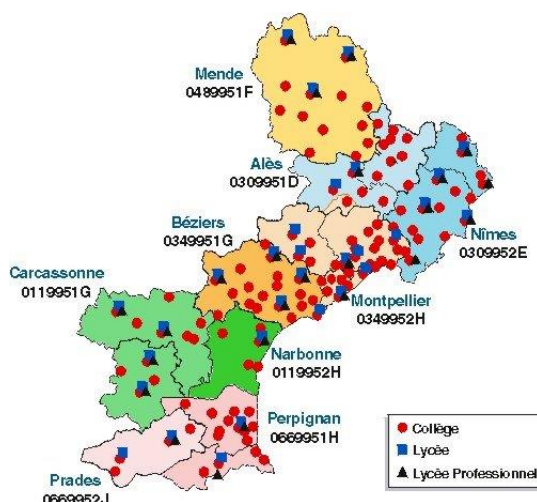 Mende
0489951F
Alès
0309951D
Béziers
0349951G
Nîmes
0309952E
Carcassonne
0119951G
Montpellier
0349952H
Narbonne
0119952H
Perpignan
0669951H
Collège
Lycée
Lycée Professionnel
Prades
0669952J